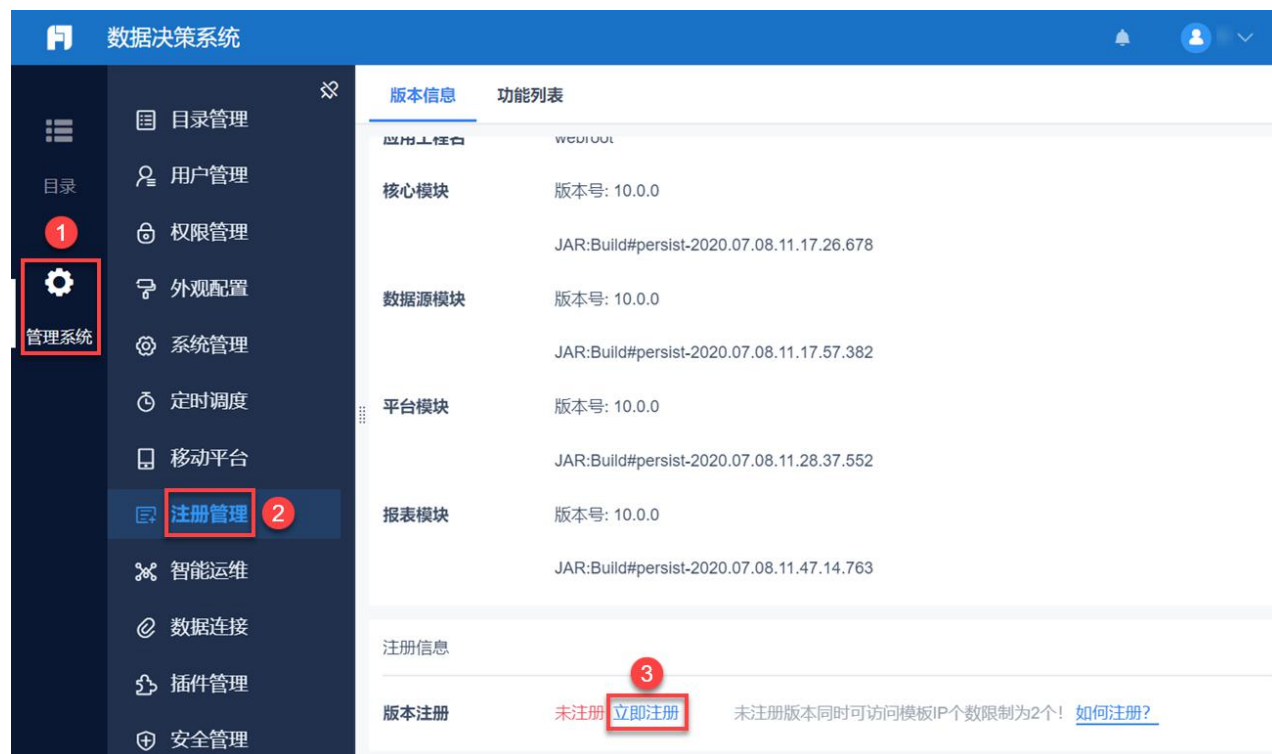 数据决策系统
目录
1
管理系统
目录管理
用户管理
权限管理
外观配置
系统管理
定时调度
移动平台
注册管理 2
智能运维
数据连接
插件管理
安全管理
版本信息 功能列表
应用工程名 webroot
核心模块 版本号: 10.0.0
JAR:Build#persist-2020.07.08.11.17.26.678
数据源模块 版本号: 10.0.0
JAR:Build#persist-2020.07.08.11.17.57.382
平台模块 版本号: 10.0.0
JAR:Build#persist-2020.07.08.11.28.37.552
报表模块 版本号: 10.0.0
JAR:Build#persist-2020.07.08.11.47.14.763
注册信息
3
版本注册 未注册 立即注册 未注册版本同时可访问模板IP个数限制为2个! 如何注册?